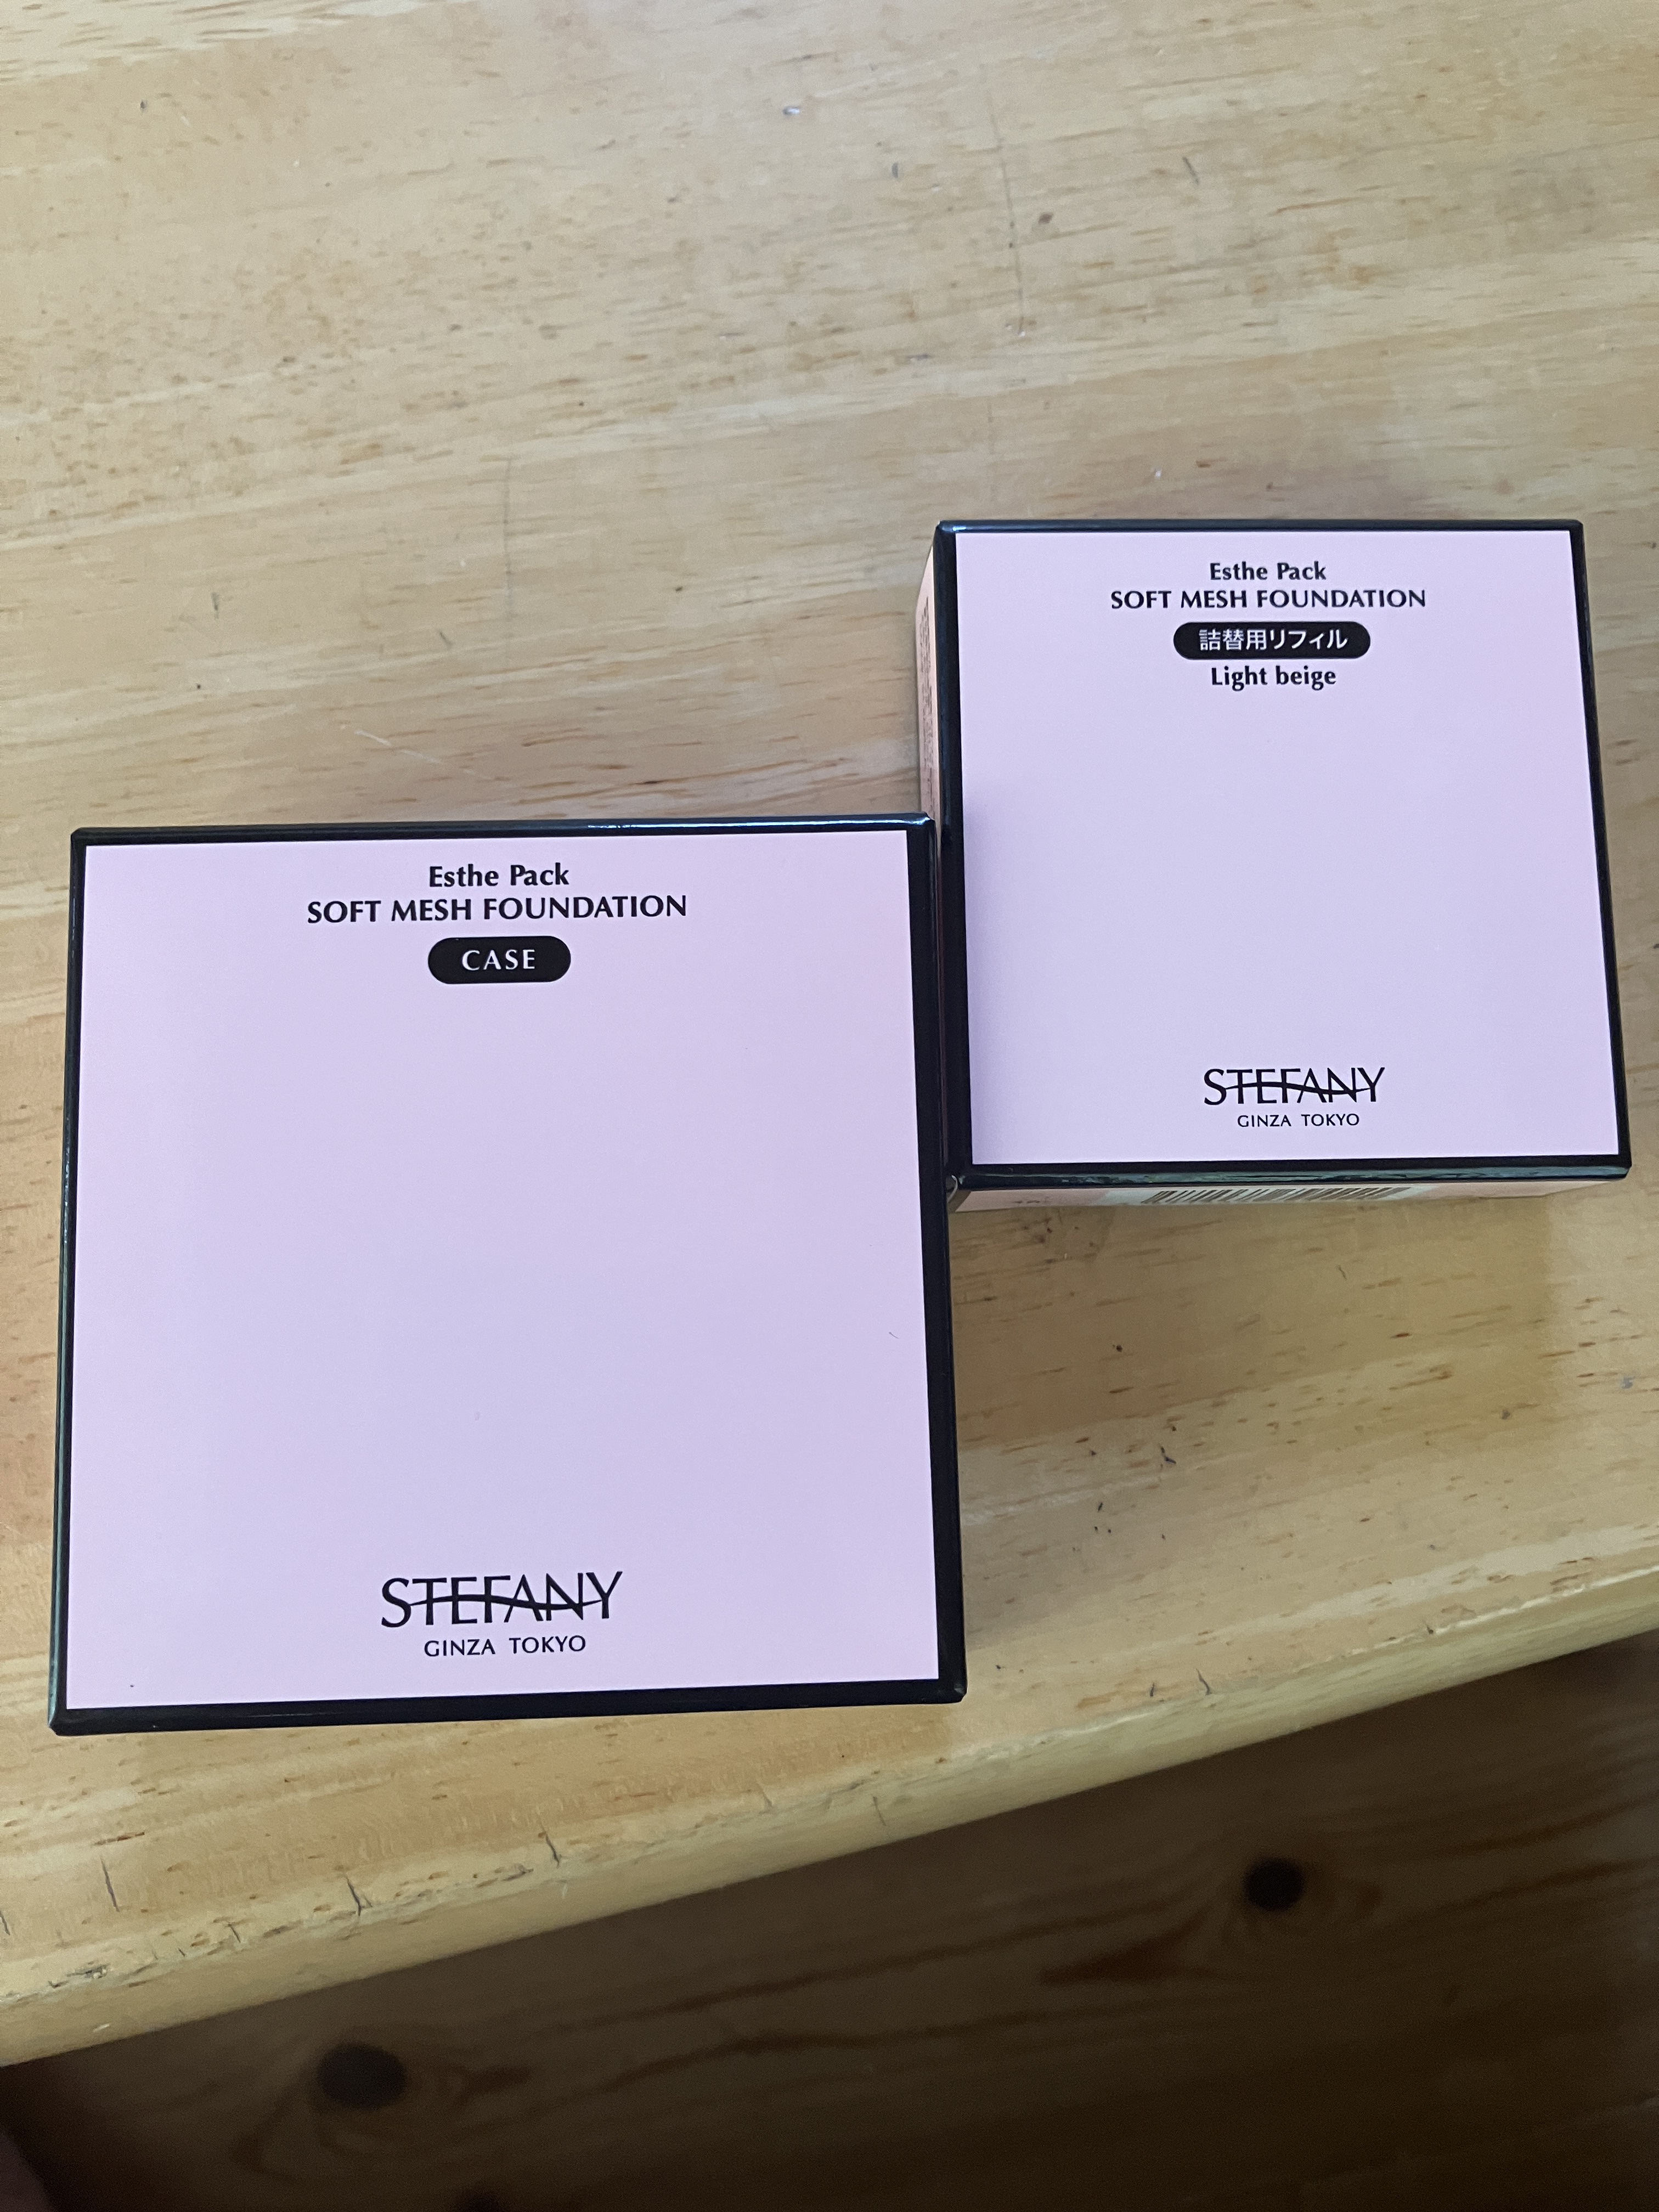 Esthe Pack
SOFT MESH FOUNDATION
CASE
STEFANY
GINZA TOKYO
Esthe Pack
SOFT MESH FOUNDATION
詰替用リフィル
Light beige
STEFANY
GINZA TOKYO